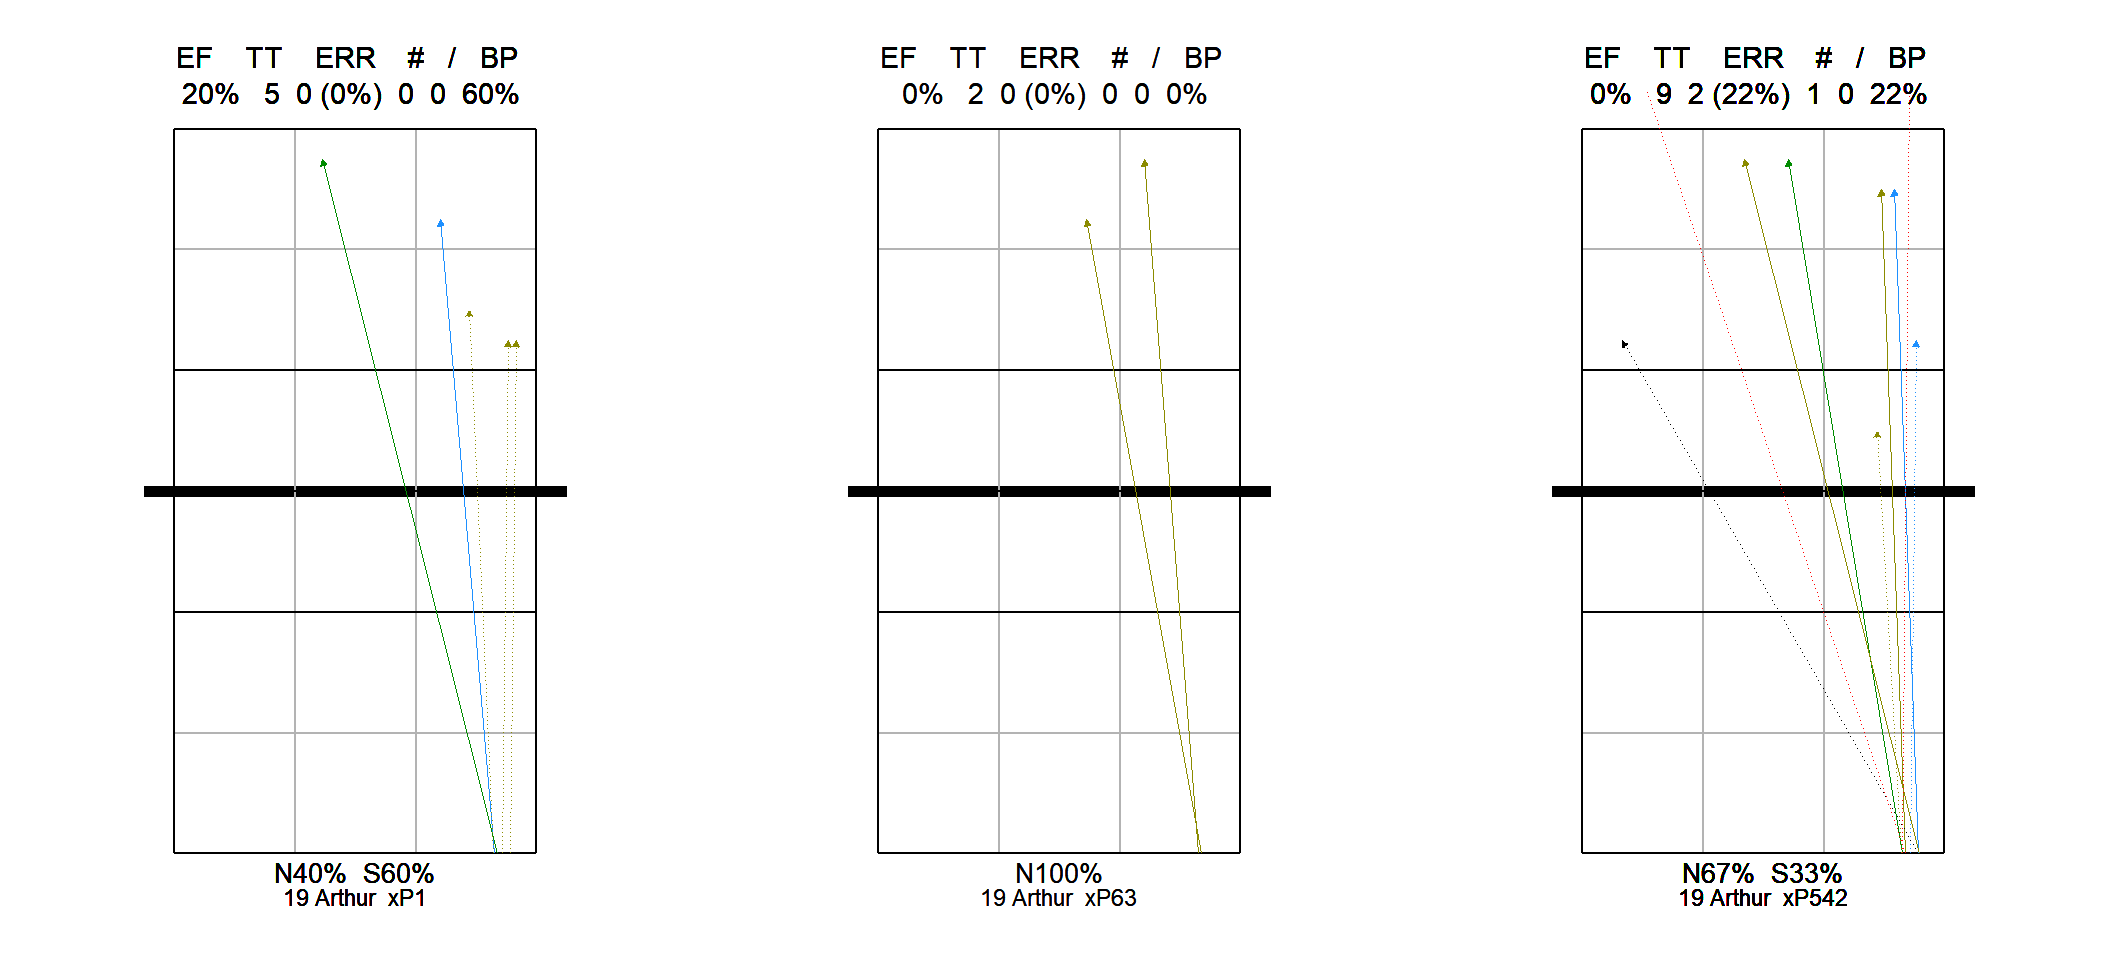 EF TT ERR # / BP
20% 5 0 (0%) 0 0 60%
N40% S60%
19 Arthur xP1
EF TT ERR # / BP
0% 2 0 (0%) 0 0 0%
N100%
19 Arthur xP63
EF TT ERR # / BP
0% 9 2 (22%) 1 0 22%
N67% S33%
19 Arthur xP542